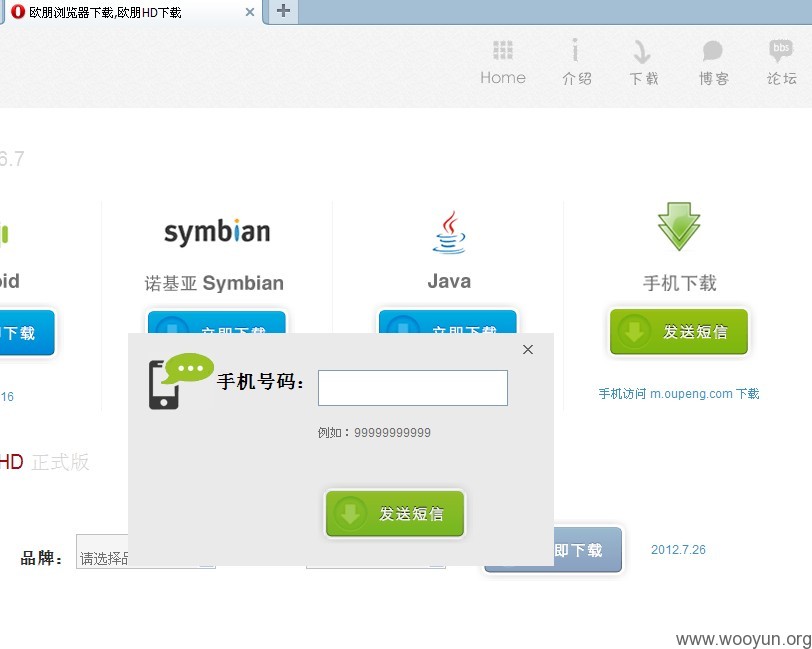 欧朋浏览器下载,欧朋HD下载
Home 介绍 下载 博客 bbs 论坛
6.7
symbian
诺基亚 Symbian Java 手机下载
下载 立即下载 立即下载 发送短信
16
手机访问 m.oupeng.com 下载
手机号码：
例如：99999999999
HD 正式版
发送短信
品牌：
请选择品
即下载
2012.7.26
www.wooyun.org